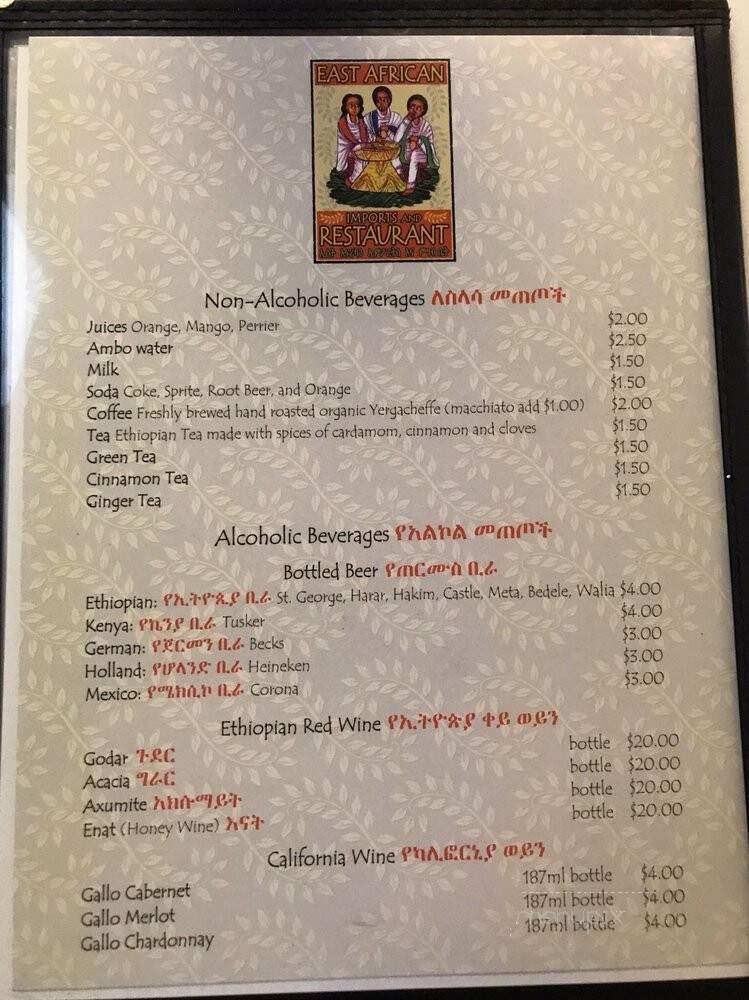 EAST AFRICAN
IMPORTS AND
RESTAURANT
Non-Alcoholic Beverages ለስላሳ መጠጦች
Juices Orange, Mango, Perrier $2.00
Ambo water $2.50
Milk $1.50
Soda Coke, Sprite, Root Beer, and Orange $1.50
Coffee Freshly brewed hand roasted organic Yergacheffe (macchiato add $1.00) $2.00
Tea Ethiopian Tea made with spices of cardamom, cinnamon and cloves $1.50
Green Tea $1.50
Cinnamon Tea $1.50
Ginger Tea $1.50
Alcoholic Beverages የአልኮል መጠጦች
Bottled Beer የጠርሙስ ቢራ
Ethiopian: የኢትዮጲያ ቢራ St. George, Harar, Hakim, Castle, Meta, Bedele, Walia $4.00
Kenya: የኬንያ ቢራ Tusker $4.00
German: የጀርመን ቢራ Becks $3.00
Holland: የሆላንድ ቢራ Heineken $3.00
Mexico: የሜክሲኮ ቢራ Corona $3.00
Ethiopian Red Wine የኢትዮጵያ ቀይ ወይን
Godar ጉደር bottle $20.00
Acacia ግራር bottle $20.00
Axumite አክሱማይት bottle $20.00
Enat (Honey Wine) እናት bottle $20.00
California Wine የካሊፎርኒያ ወይን
Gallo Cabernet 187ml bottle $4.00
Gallo Merlot 187ml bottle $4.00
Gallo Chardonnay 187ml bottle $4.00